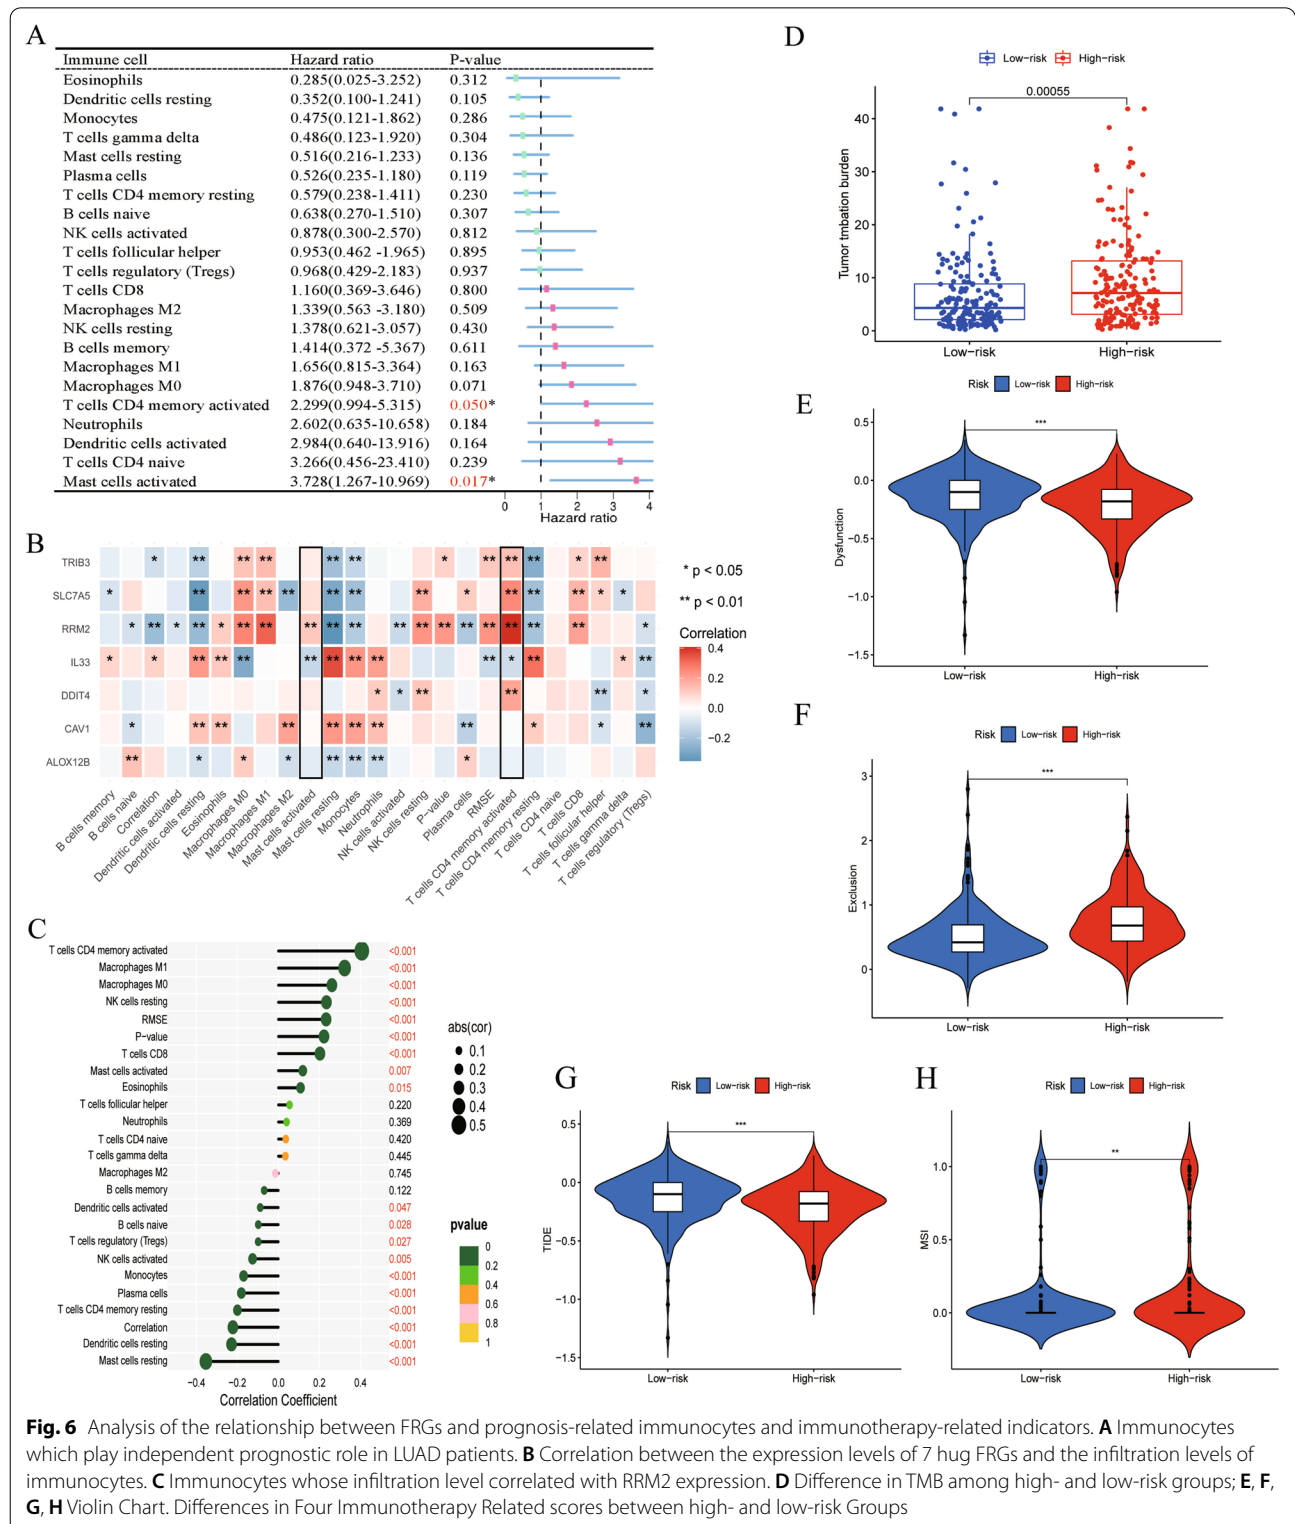 A
Immune cell Hazard ratio P-value
Eosinophils 0.285(0.025-3.252) 0.312
Dendritic cells resting 0.352(0.100-1.241) 0.105
Monocytes 0.475(0.121-1.862) 0.286
T cells gamma delta 0.486(0.123-1.920) 0.304
Mast cells resting 0.516(0.216-1.233) 0.136
Plasma cells 0.526(0.235-1.180) 0.119
T cells CD4 memory resting 0.579(0.238-1.411) 0.230
B cells naive 0.638(0.270-1.510) 0.307
NK cells activated 0.878(0.300-2.570) 0.812
T cells follicular helper 0.953(0.462 -1.965) 0.895
T cells regulatory (Tregs) 0.968(0.429-2.183) 0.937
T cells CD8 1.160(0.369-3.646) 0.800
Macrophages M2 1.339(0.563 -3.180) 0.509
NK cells resting 1.378(0.621-3.057) 0.430
B cells memory 1.414(0.372 -5.367) 0.611
Macrophages M1 1.656(0.815-3.364) 0.163
Macrophages M0 1.876(0.948-3.710) 0.071
T cells CD4 memory activated 2.299(0.994-5.315) 0.050*
Neutrophils 2.602(0.635-10.658) 0.184
Dendritic cells activated 2.984(0.640-13.916) 0.164
T cells CD4 naive 3.266(0.456-23.410) 0.239
Mast cells activated 3.728(1.267-10.969) 0.017*
0 1 2 3 4
Hazard ratio
B
TRIB3 * ** ** ** ** ** * ** ** ** * **
SLC7A5 * ** ** ** ** ** ** ** * ** ** ** * *
RRM2 * ** * ** * ** ** ** ** ** ** ** ** ** ** ** ** ** *
IL33 * * ** ** ** ** ** ** ** ** * ** * **
DDIT4 * * ** ** ** *
CAV1 * ** ** ** ** ** ** ** * * **
ALOX12B ** * * * ** ** ** *
B cells memory
B cells naive
Correlation
Dendritic cells activated
Dendritic cells resting
Eosinophils
Macrophages M0
Macrophages M1
Macrophages M2
Mast cells activated
Mast cells resting
Monocytes
Neutrophils
NK cells activated
NK cells resting
P-value
Plasma cells
RMSE
T cells CD4 memory activated
T cells CD4 memory resting
T cells CD4 naive
T cells CD8
T cells follicular helper
T cells gamma delta
T cells regulatory (Tregs)
* p < 0.05
** p < 0.01
Correlation
0.4
0.2
0.0
−0.2
C
T cells CD4 memory activated <0.001
Macrophages M1 <0.001
Macrophages M0 <0.001
NK cells resting <0.001
RMSE <0.001
P−value <0.001
T cells CD8 <0.001
Mast cells activated 0.007
Eosinophils 0.015
T cells follicular helper 0.220
Neutrophils 0.369
T cells CD4 naive 0.420
T cells gamma delta 0.445
Macrophages M2 0.745
B cells memory 0.122
Dendritic cells activated 0.047
B cells naive 0.028
T cells regulatory (Tregs) 0.027
NK cells activated 0.005
Monocytes <0.001
Plasma cells <0.001
T cells CD4 memory resting <0.001
Correlation <0.001
Dendritic cells resting <0.001
Mast cells resting <0.001
−0.4 −0.2 0.0 0.2 0.4
Correlation Coefficient
abs(cor)
0.1
0.2
0.3
0.4
0.5
pvalue
0
0.2
0.4
0.6
0.8
1
D
Low−risk High−risk
0.00055
Tumor tmbation burden
40
30
20
10
0
Low−risk High−risk
E
Risk Low−risk High−risk
***
Dysfunction
0.5
0.0
−0.5
−1.0
−1.5
Low−risk High−risk
F
Risk Low−risk High−risk
***
Exclusion
3
2
1
0
Low−risk High−risk
G
Risk Low−risk High−risk
***
TIDE
0.5
0.0
−0.5
−1.0
−1.5
Low−risk High−risk
H
Risk Low−risk High−risk
**
MSI
1.0
0.5
0.0
Low−risk High−risk
Fig. 6 Analysis of the relationship between FRGs and prognosis-related immunocytes and immunotherapy-related indicators. A Immunocytes
which play independent prognostic role in LUAD patients. B Correlation between the expression levels of 7 hug FRGs and the infiltration levels of
immunocytes. C Immunocytes whose infiltration level correlated with RRM2 expression. D Difference in TMB among high- and low-risk groups; E, F,
G, H Violin Chart. Differences in Four Immunotherapy Related scores between high- and low-risk Groups